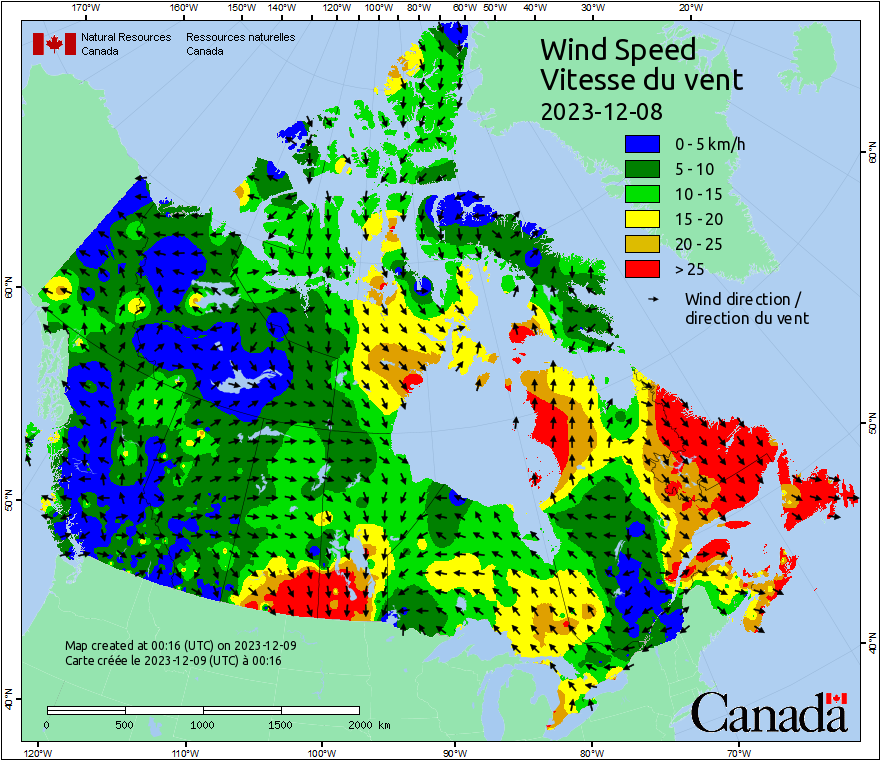 170°W 160°W 150°W 140°W 130°W 120°W 110°W 100°W 90°W 80°W 70°W 60°W 50°W 40°W 30°W 20°W
Natural Resources Canada
Ressources naturelles Canada
Wind Speed
Vitesse du vent
2023-12-08
0 - 5 km/h
5 - 10
10 - 15
15 - 20
20 - 25
> 25
Wind direction /
direction du vent
60°N
60°N
50°N
50°N
40°N
40°N
Map created at 00:16 (UTC) on 2023-12-09
Carte créée le 2023-12-09 (UTC) à 00:16
0 500 1000 1500 2000 km
Canada
120°W 110°W 100°W 90°W 80°W 70°W